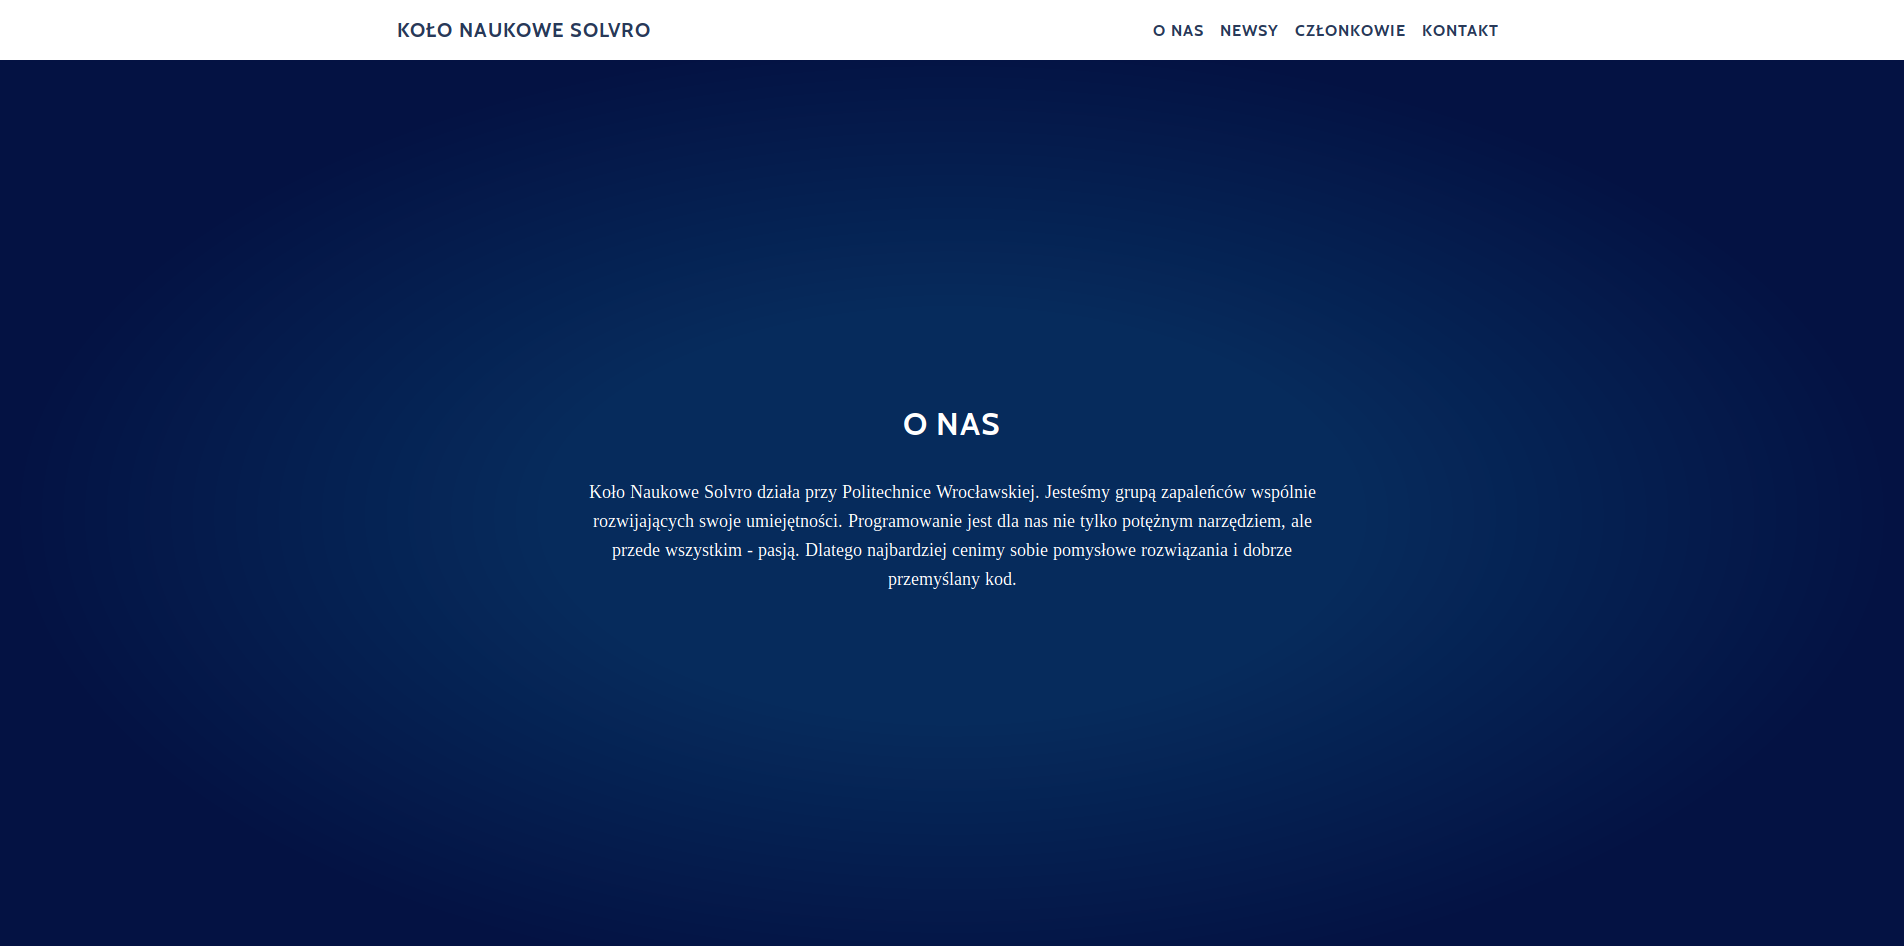 KOŁO NAUKOWE SOLVRO
O NAS NEWSY CZŁONKOWIE KONTAKT
O NAS
Koło Naukowe Solvro działa przy Politechnice Wrocławskiej. Jesteśmy grupą zapaleńców wspólnie
rozwijających swoje umiejętności. Programowanie jest dla nas nie tylko potężnym narzędziem, ale
przede wszystkim - pasją. Dlatego najbardziej cenimy sobie pomysłowe rozwiązania i dobrze
przemyślany kod.